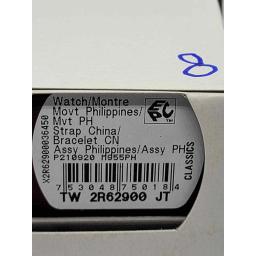 8
Watch/Montre
Movt Philippines/
Mvt PH
Strap China/
Bracelet CN
Assy Philippines/Assy PH
P210920 M955PH
7 53048 75018 4
TW 2R62900 JT
X2R62900036450
CLASSICS